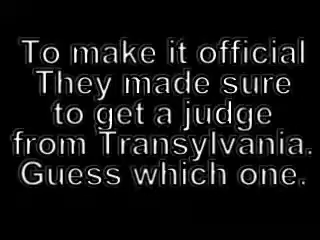 To make it official
They made sure
to get a judge
from Transylvania.
Guess which one.